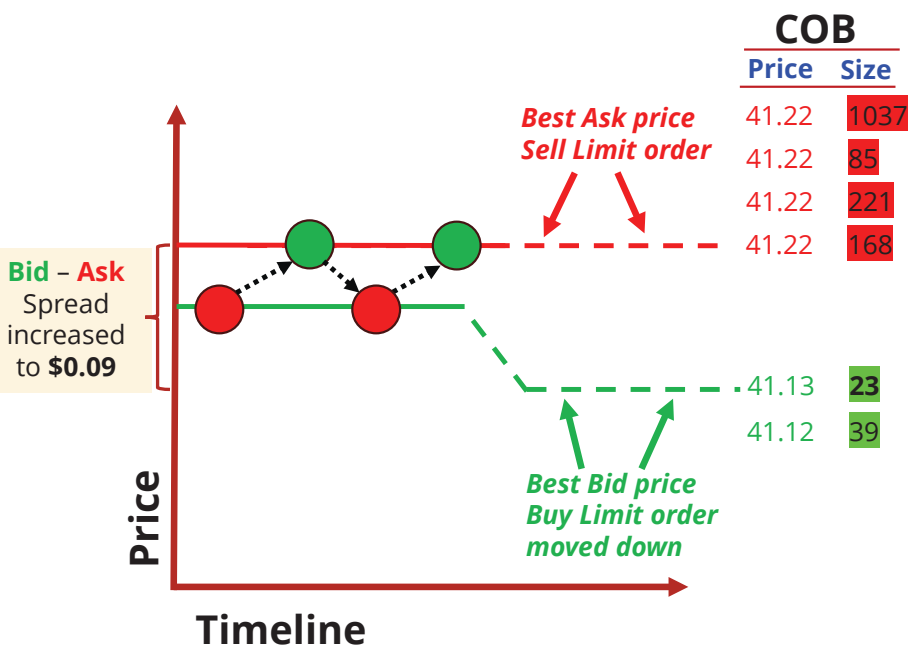 COB
Price Size
41.22 1037
41.22 85
41.22 221
41.22 168
Best Ask price
Sell Limit order
Bid – Ask
Spread
increased
to $0.09
41.13 23
41.12 39
Best Bid price
Buy Limit order
moved down
Price
Timeline